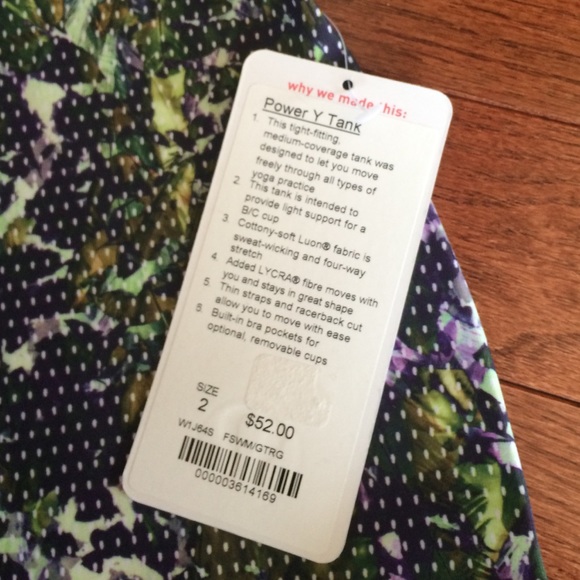 why we made this:
Power Y Tank
1. This tight-fitting,
medium-coverage tank was
designed to let you move
freely through all types of
yoga practice
2. This tank is intended to
provide light support for a
B/C cup
3. Cottony-soft Luon® fabric is
sweat-wicking and four-way
stretch
4. Added LYCRA® fibre moves with
you and stays in great shape
5. Thin straps and racerback cut
allow you to move with ease
6. Built-in bra pockets for
optional, removable cups
SIZE
2
$52.00
W1J64S FSWM/GTRG
000003614169